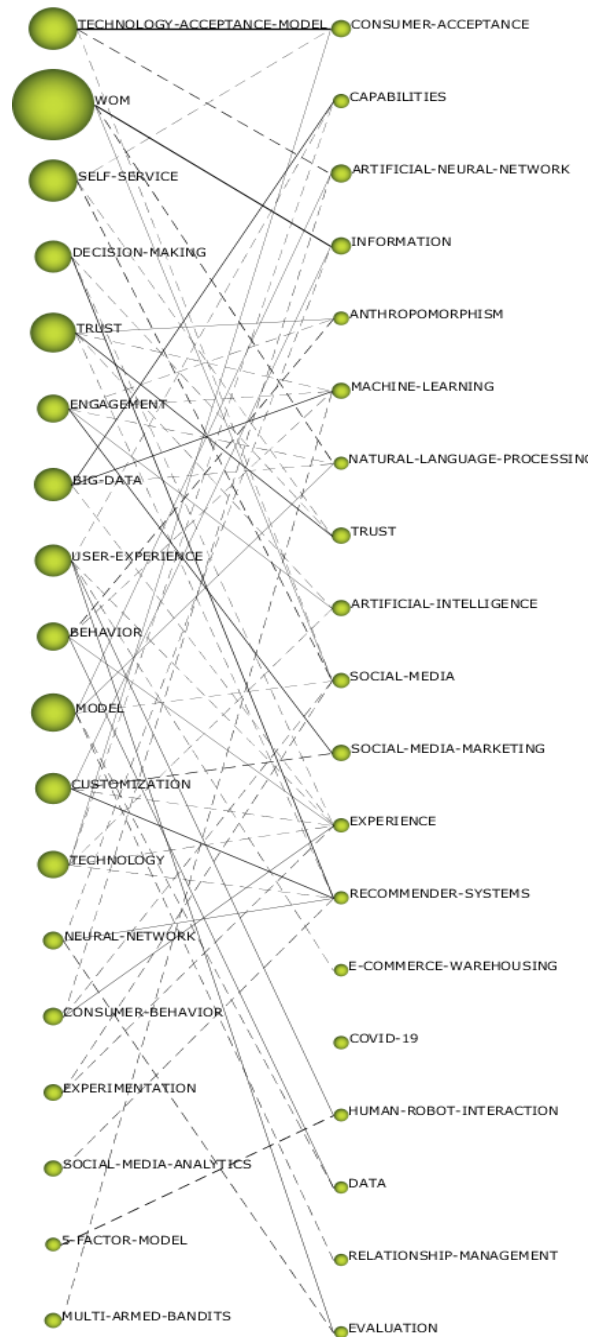 TECHNOLOGY-ACCEPTANCE-MODEL
WOM
SELF-SERVICE
DECISION-MAKING
TRUST
ENGAGEMENT
BIG-DATA
USER-EXPERIENCE
BEHAVIOR
MODEL
CUSTOMIZATION
TECHNOLOGY
NEURAL-NETWORK
CONSUMER-BEHAVIOR
EXPERIMENTATION
SOCIAL-MEDIA-ANALYTICS
5-FACTOR-MODEL
MULTI-ARMED-BANDITS
CONSUMER-ACCEPTANCE
CAPABILITIES
ARTIFICIAL-NEURAL-NETWORK
INFORMATION
ANTHROPOMORPHISM
MACHINE-LEARNING
NATURAL-LANGUAGE-PROCESSING
TRUST
ARTIFICIAL-INTELLIGENCE
SOCIAL-MEDIA
SOCIAL-MEDIA-MARKETING
EXPERIENCE
RECOMMENDER-SYSTEMS
E-COMMERCE-WAREHOUSING
COVID-19
HUMAN-ROBOT-INTERACTION
DATA
RELATIONSHIP-MANAGEMENT
EVALUATION